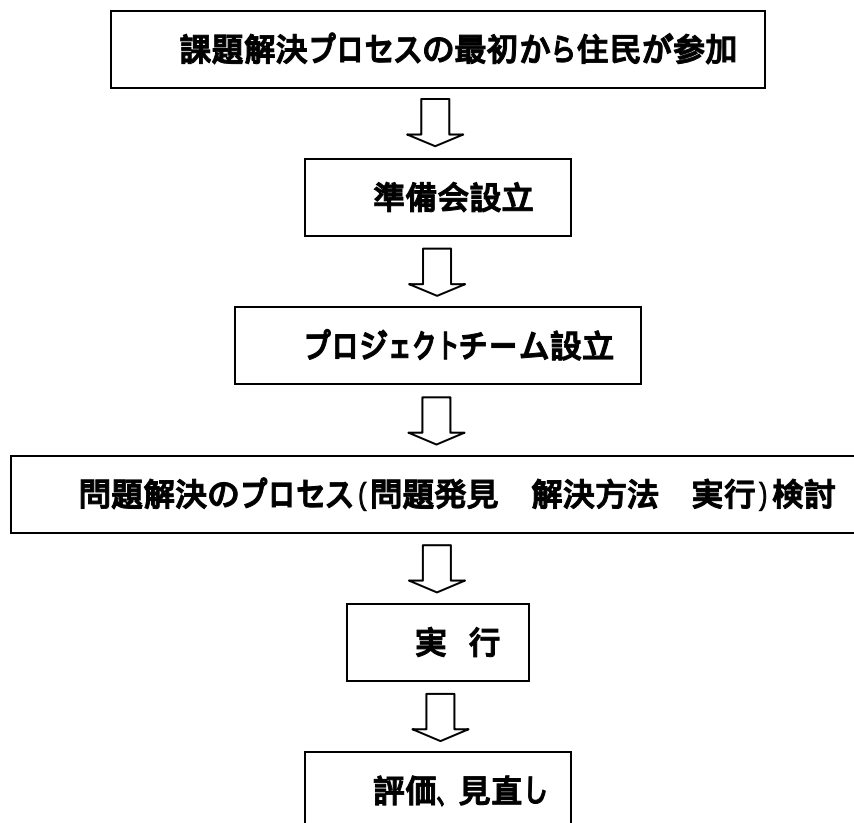 課題解決プロセスの最初から住民が参加
準備会設立
プロジェクトチーム設立
問題解決のプロセス(問題発見　解決方法　実行)検討
実　行
評価、見直し